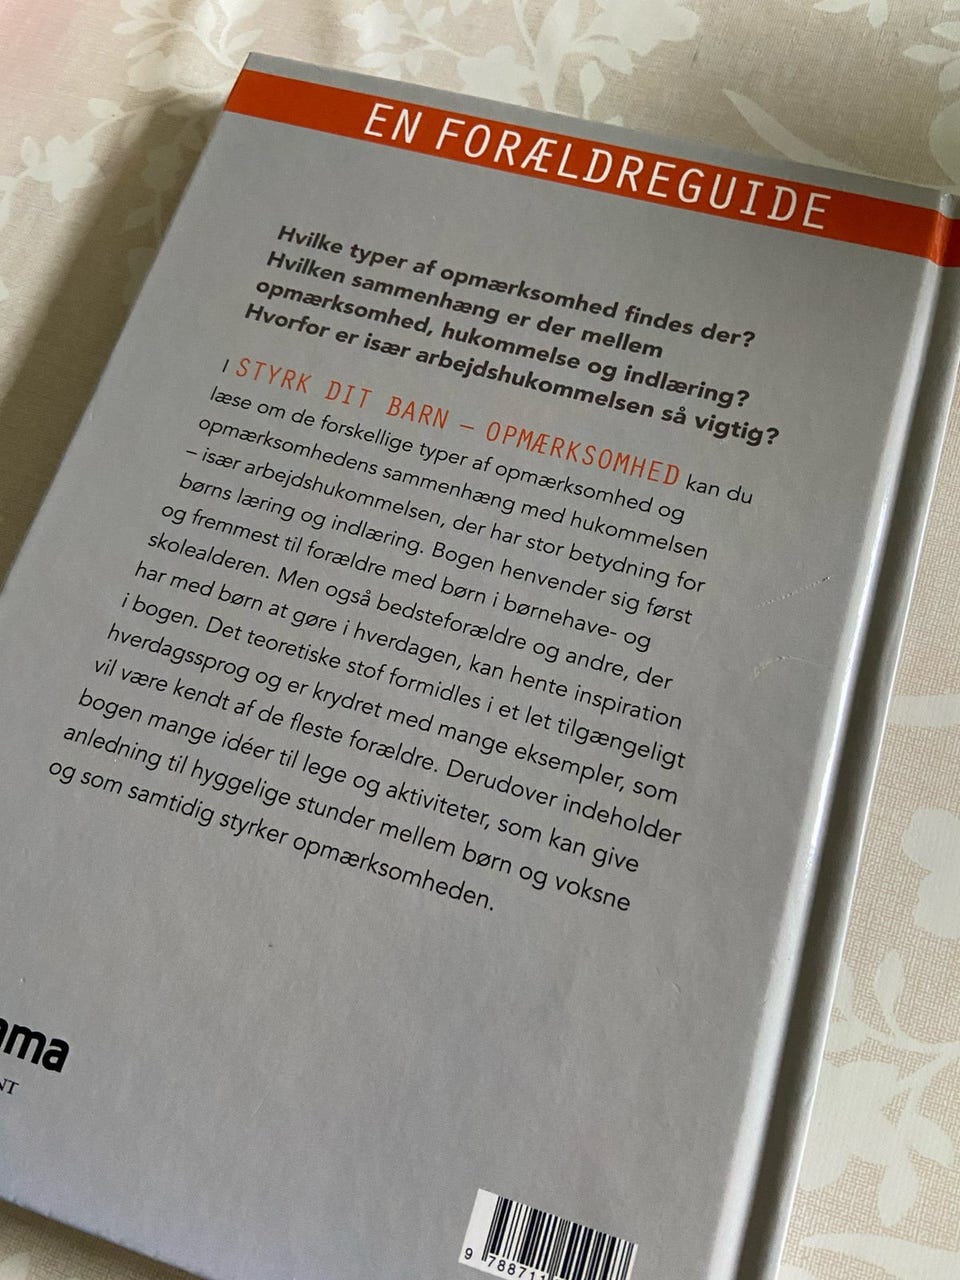 EN FORÆLDREGUIDE
Hvilke typer af opmærksomhed findes der?
Hvilken sammenhæng er der mellem
opmærksomhed, hukommelse og indlæring?
Hvorfor er især arbejdshukommelsen så vigtig?
I STYRK DIT BARN – OPMÆRKSOMHED kan du
læse om de forskellige typer af opmærksomhed og
opmærksomhedens sammenhæng med hukommelsen
– især arbejdshukommelsen, der har stor betydning for
børns læring og indlæring. Bogen henvender sig først
og fremmest til forældre med børn i børnehave- og
skolealderen. Men også bedsteforældre og andre, der
har med børn at gøre i hverdagen, kan hente inspiration
i bogen. Det teoretiske stof formidles i et let tilgængeligt
hverdagssprog og er krydret med mange eksempler, som
vil være kendt af de fleste forældre. Derudover indeholder
bogen mange idéer til lege og aktiviteter, som kan give
anledning til hyggelige stunder mellem børn og voksne
og som samtidig styrker opmærksomheden.
ama
NT
9 788711